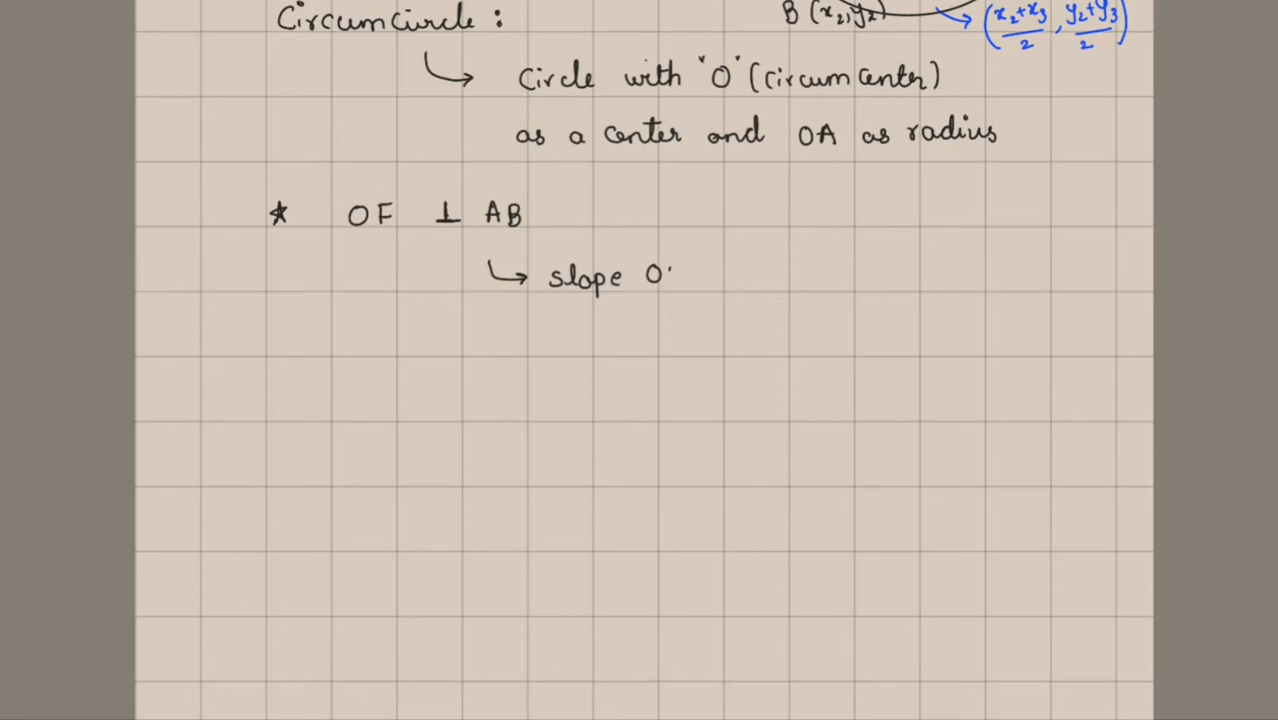 Circumcircle :
B (x₂,y₂)
(x₂+x₃/2 , y₂+y₃/2)
Circle with "O" (circumcenter)
as a center and OA as radius
* OF ⊥ AB
↳ slope O